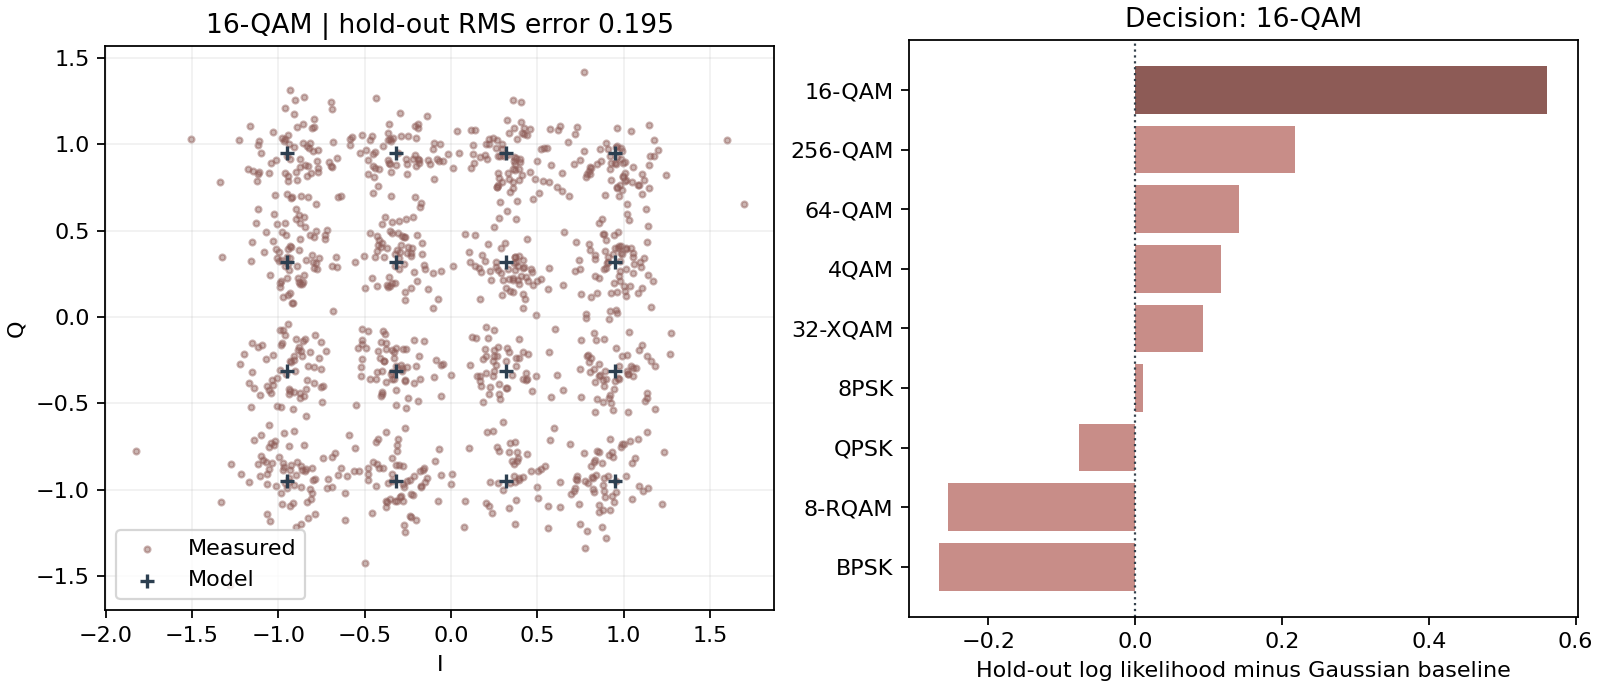 16-QAM | hold-out RMS error 0.195
1.5
1.0
0.5
0.0
−0.5
−1.0
−1.5
Q
Measured
Model
−2.0 −1.5 −1.0 −0.5 0.0 0.5 1.0 1.5
I
Decision: 16-QAM
16-QAM
256-QAM
64-QAM
4QAM
32-XQAM
8PSK
QPSK
8-RQAM
BPSK
−0.2 0.0 0.2 0.4 0.6
Hold-out log likelihood minus Gaussian baseline